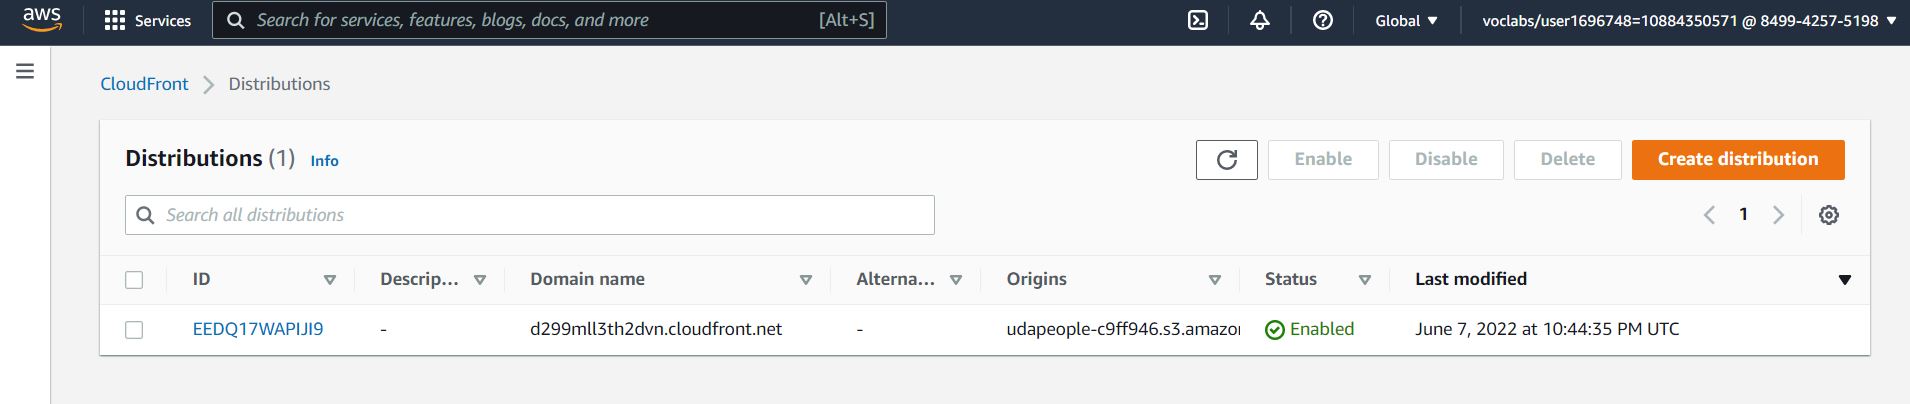 aws Services Search for services, features, blogs, docs, and more [Alt+S] Global voclabs/user1696748=10884350571 @ 8499-4257-5198
CloudFront Distributions
Distributions (1) Info Enable Disable Delete Create distribution
Search all distributions 1
ID Descrip... Domain name Alterna... Origins Status Last modified
EEDQ17WAPIJI9 - d299mll3th2dvn.cloudfront.net - udapeople-c9ff946.s3.amazor Enabled June 7, 2022 at 10:44:35 PM UTC